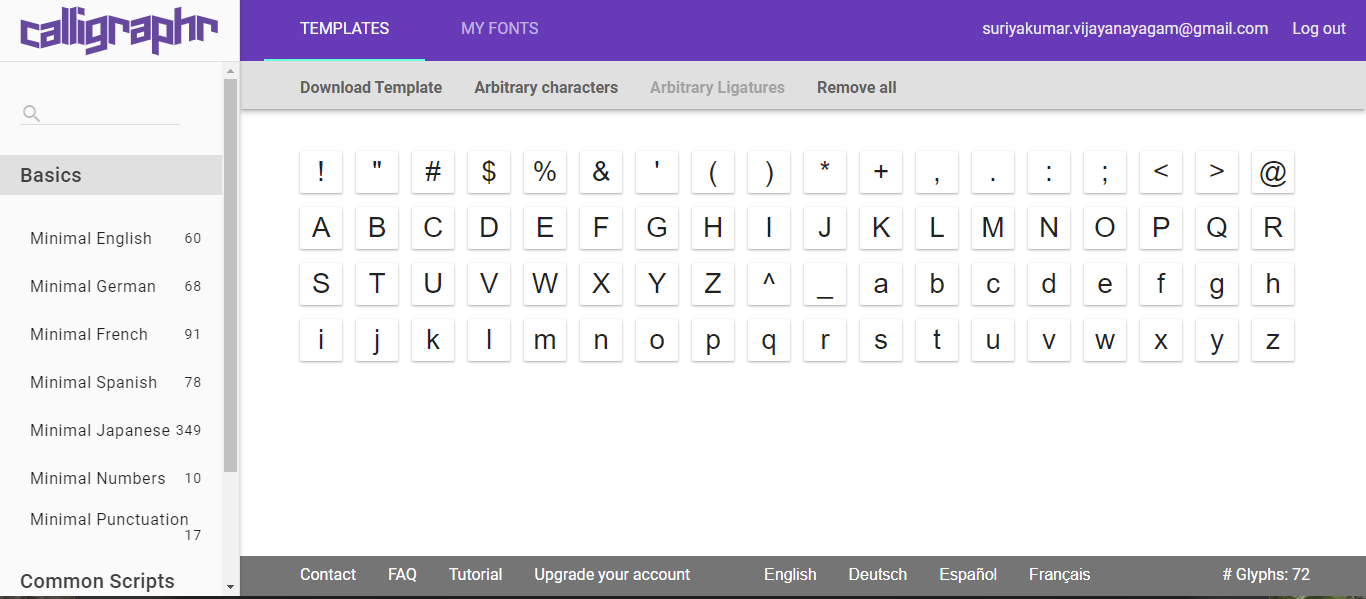 calligraphr
TEMPLATES MY FONTS suriyakumar.vijayanayagam@gmail.com Log out
Download Template Arbitrary characters Arbitrary Ligatures Remove all
Basics
Minimal English 60
Minimal German 68
Minimal French 91
Minimal Spanish 78
Minimal Japanese 349
Minimal Numbers 10
Minimal Punctuation
17
Common Scripts
! " # $ % & ' ( ) * + , . : ; < > @
A B C D E F G H I J K L M N O P Q R
S T U V W X Y Z ^ _ a b c d e f g h
i j k l m n o p q r s t u v w x y z
Contact FAQ Tutorial Upgrade your account English Deutsch Español Français # Glyphs: 72